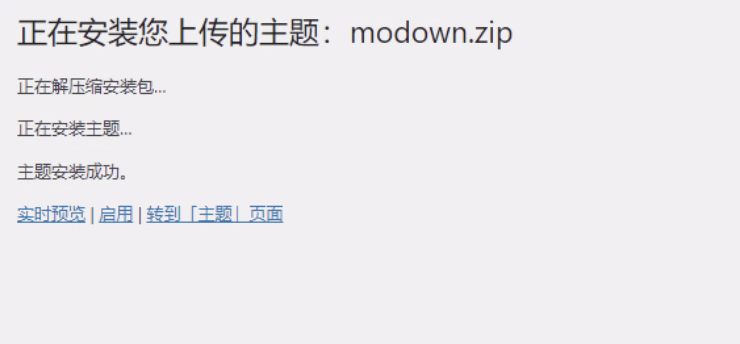 正在安装您上传的主题：modown.zip
正在解压缩安装包...
正在安装主题...
主题安装成功。
实时预览 | 启用 | 转到「主题」页面